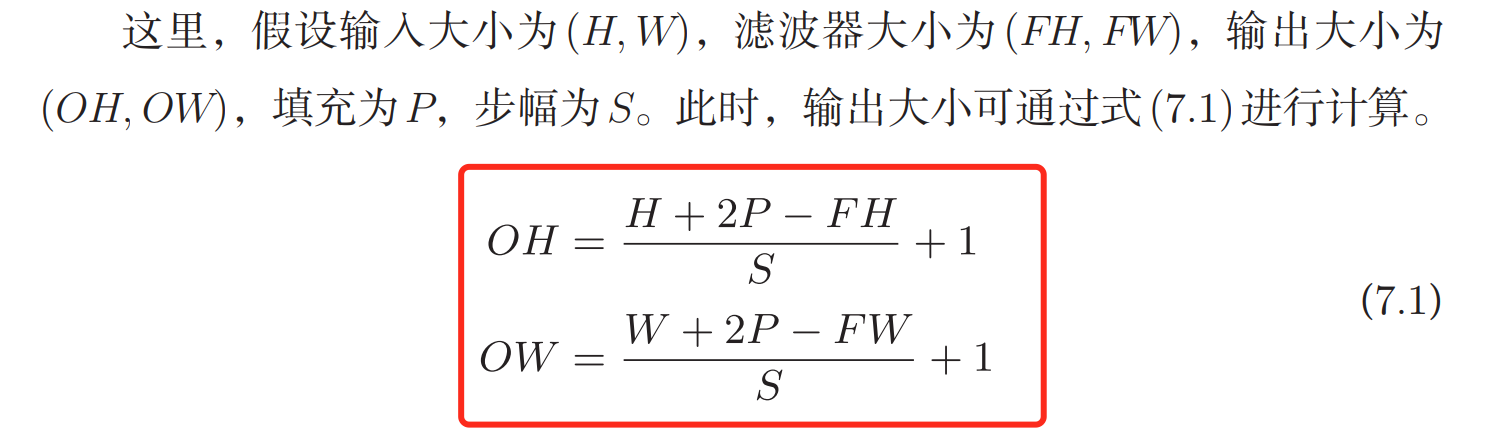 这里，假设输入大小为(H, W)，滤波器大小为(FH, FW)，输出大小为
(OH, OW)，填充为P，步幅为S。此时，输出大小可通过式(7.1)进行计算。
OH = \frac{H + 2P - FH}{S} + 1
OW = \frac{W + 2P - FW}{S} + 1
(7.1)